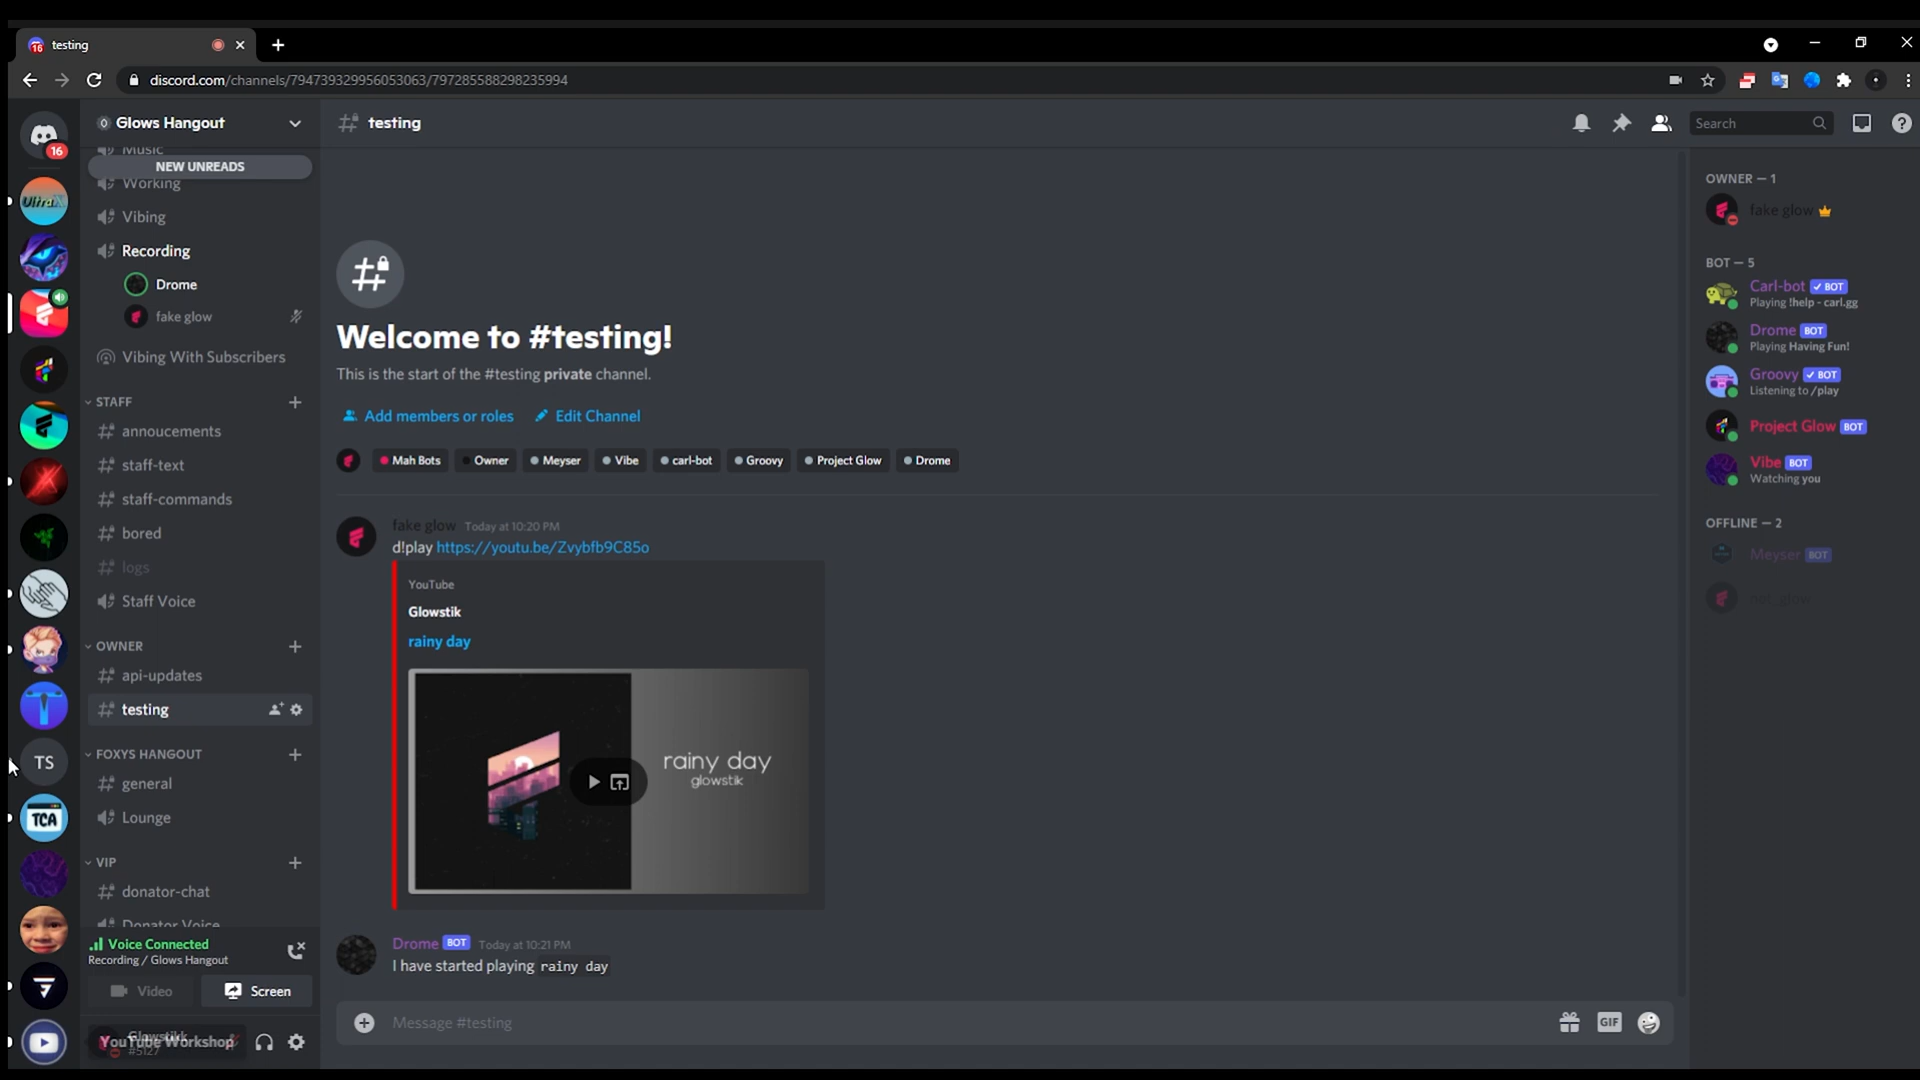 testing
discord.com/channels/794739329956053063/797285588298235994
16
Glows Hangout
testing
Search
Music
NEW UNREADS
Working
Vibing
Recording
Drome
fake glow
Vibing With Subscribers
STAFF
annoucements
staff-text
staff-commands
bored
logs
Staff Voice
OWNER
api-updates
testing
FOXYS HANGOUT
general
Lounge
VIP
donator-chat
Donator Voice
Voice Connected
Recording / Glows Hangout
Video
Screen
Glowstikk
#5127
YouTube Workshop
UltraX
TS
TCA
Welcome to #testing!
This is the start of the #testing private channel.
Add members or roles
Edit Channel
Mah Bots
Owner
Meyser
Vibe
carl-bot
Groovy
Project Glow
Drome
fake glow Today at 10:20 PM
d!play https://youtu.be/Zvybfb9C85o
YouTube
Glowstik
rainy day
rainy day
glowstik
Drome BOT Today at 10:21 PM
I have started playing rainy day
Message #testing
GIF
OWNER — 1
fake glow
BOT — 5
Carl-bot BOT
Playing !help - carl.gg
Drome BOT
Playing Having Fun!
Groovy BOT
Listening to /play
Project Glow BOT
Vibe BOT
Watching you
OFFLINE — 2
Meyser BOT